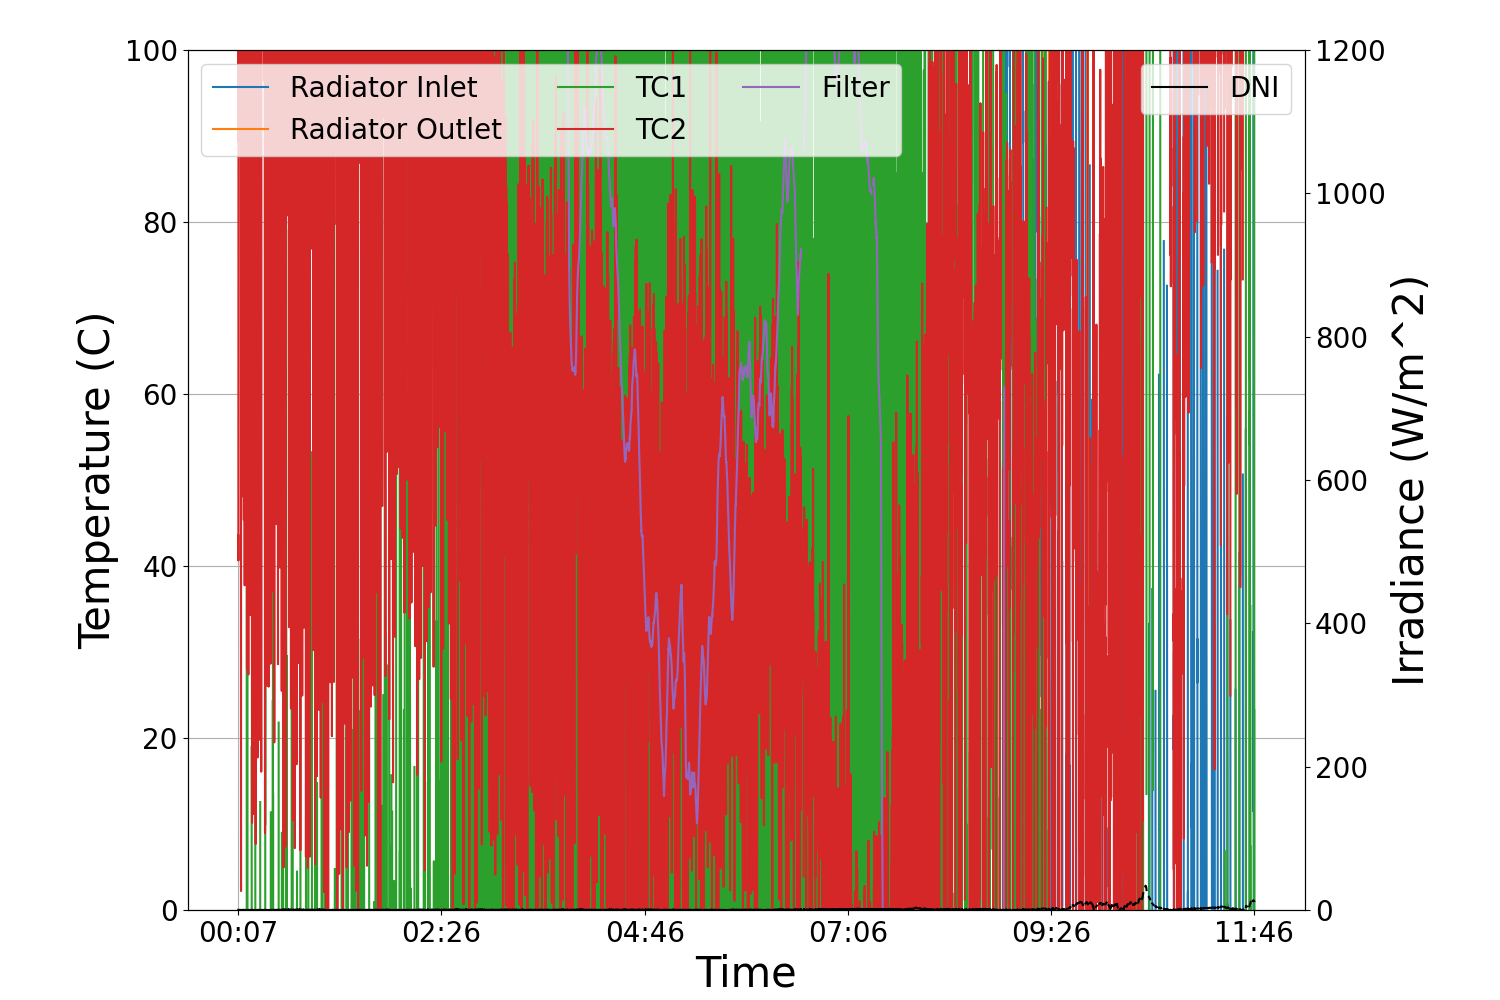 Radiator Inlet
Radiator Outlet
TC1
TC2
Filter
DNI
Temperature (C)
100
80
60
40
20
0
Irradiance (W/m^2)
1200
1000
800
600
400
200
0
00:07 02:26 04:46 07:06 09:26 11:46
Time